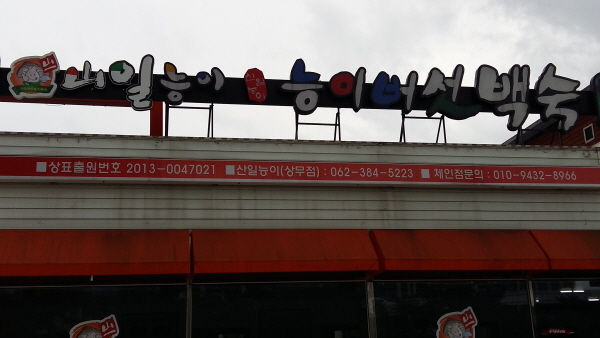 산일능이 능이버섯백숙
■상표출원번호 2013-0047021 ■산일능이(상무점) : 062-384-5223 ■체인점문의 : 010-9432-8966